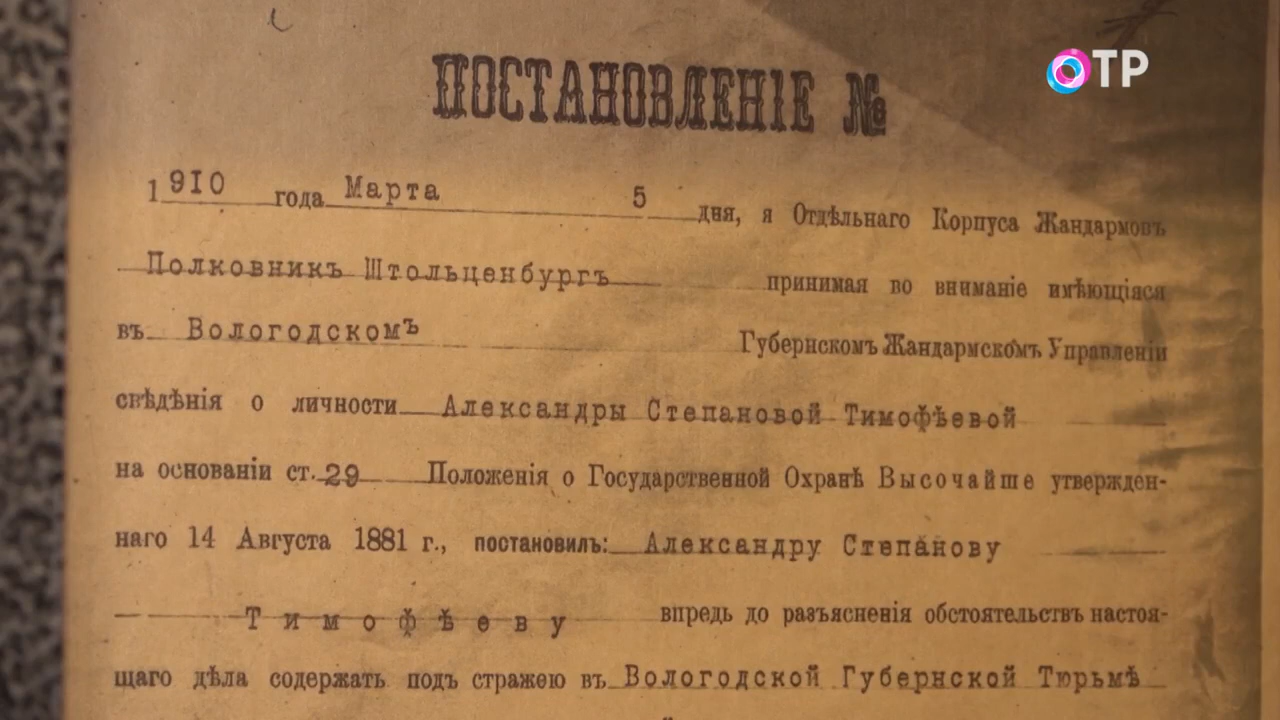 ОТР
ПОСТАНОВЛЕНІЕ №
1910 года Марта 5 дня, я Отдѣльнаго Корпуса Жандармовъ
Полковникъ Штольценбургъ принимая во вниманіе имѣющіяся
въ Вологодскомъ Губернскомъ Жандармскомъ Управленіи
свѣдѣнія о личности Александры Степановой Тимофѣевой
на основаніи ст. 29 Положенія о Государственной Охранѣ Высочайше утвержден-
наго 14 Августа 1881 г., постановилъ: Александру Степанову
Тимофѣеву впредь до разъясненія обстоятельствъ настоя-
щаго дѣла содержать подъ стражею въ Вологодской Губернской Тюрьмѣ